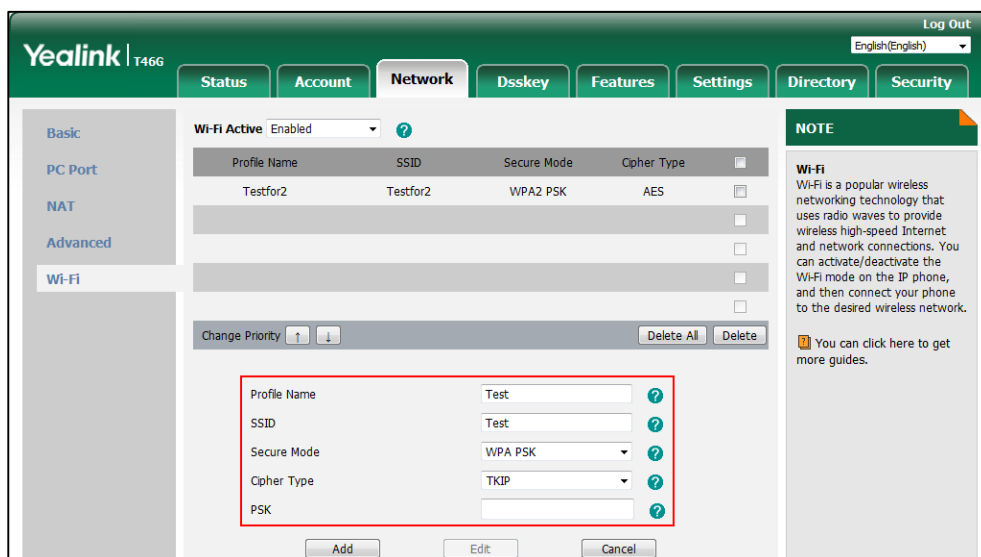 Log Out
Yealink T46G
English(English)
Status Account Network Dsskey Features Settings Directory Security
Basic
PC Port
NAT
Advanced
Wi-Fi
Wi-Fi Active Enabled ?
Profile Name SSID Secure Mode Cipher Type
Testfor2 Testfor2 WPA2 PSK AES
Change Priority ↑ ↓ Delete All Delete
Profile Name Test ?
SSID Test ?
Secure Mode WPA PSK ?
Cipher Type TKIP ?
PSK ?
Add Edit Cancel
NOTE
Wi-Fi
Wi-Fi is a popular wireless
networking technology that
uses radio waves to provide
wireless high-speed Internet
and network connections. You
can activate/deactivate the
Wi-Fi mode on the IP phone,
and then connect your phone
to the desired wireless network.
? You can click here to get
more guides.